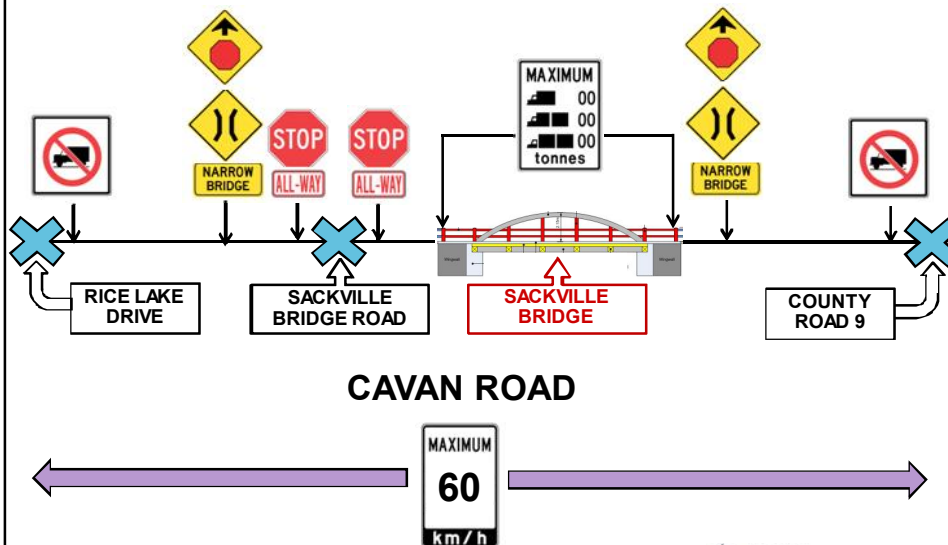 MAXIMUM
00
00
00
tonnes
NARROW
BRIDGE
STOP
ALL-WAY
STOP
ALL-WAY
NARROW
BRIDGE
RICE LAKE
DRIVE
SACKVILLE
BRIDGE ROAD
SACKVILLE
BRIDGE
COUNTY
ROAD 9
CAVAN ROAD
MAXIMUM
60
km/h